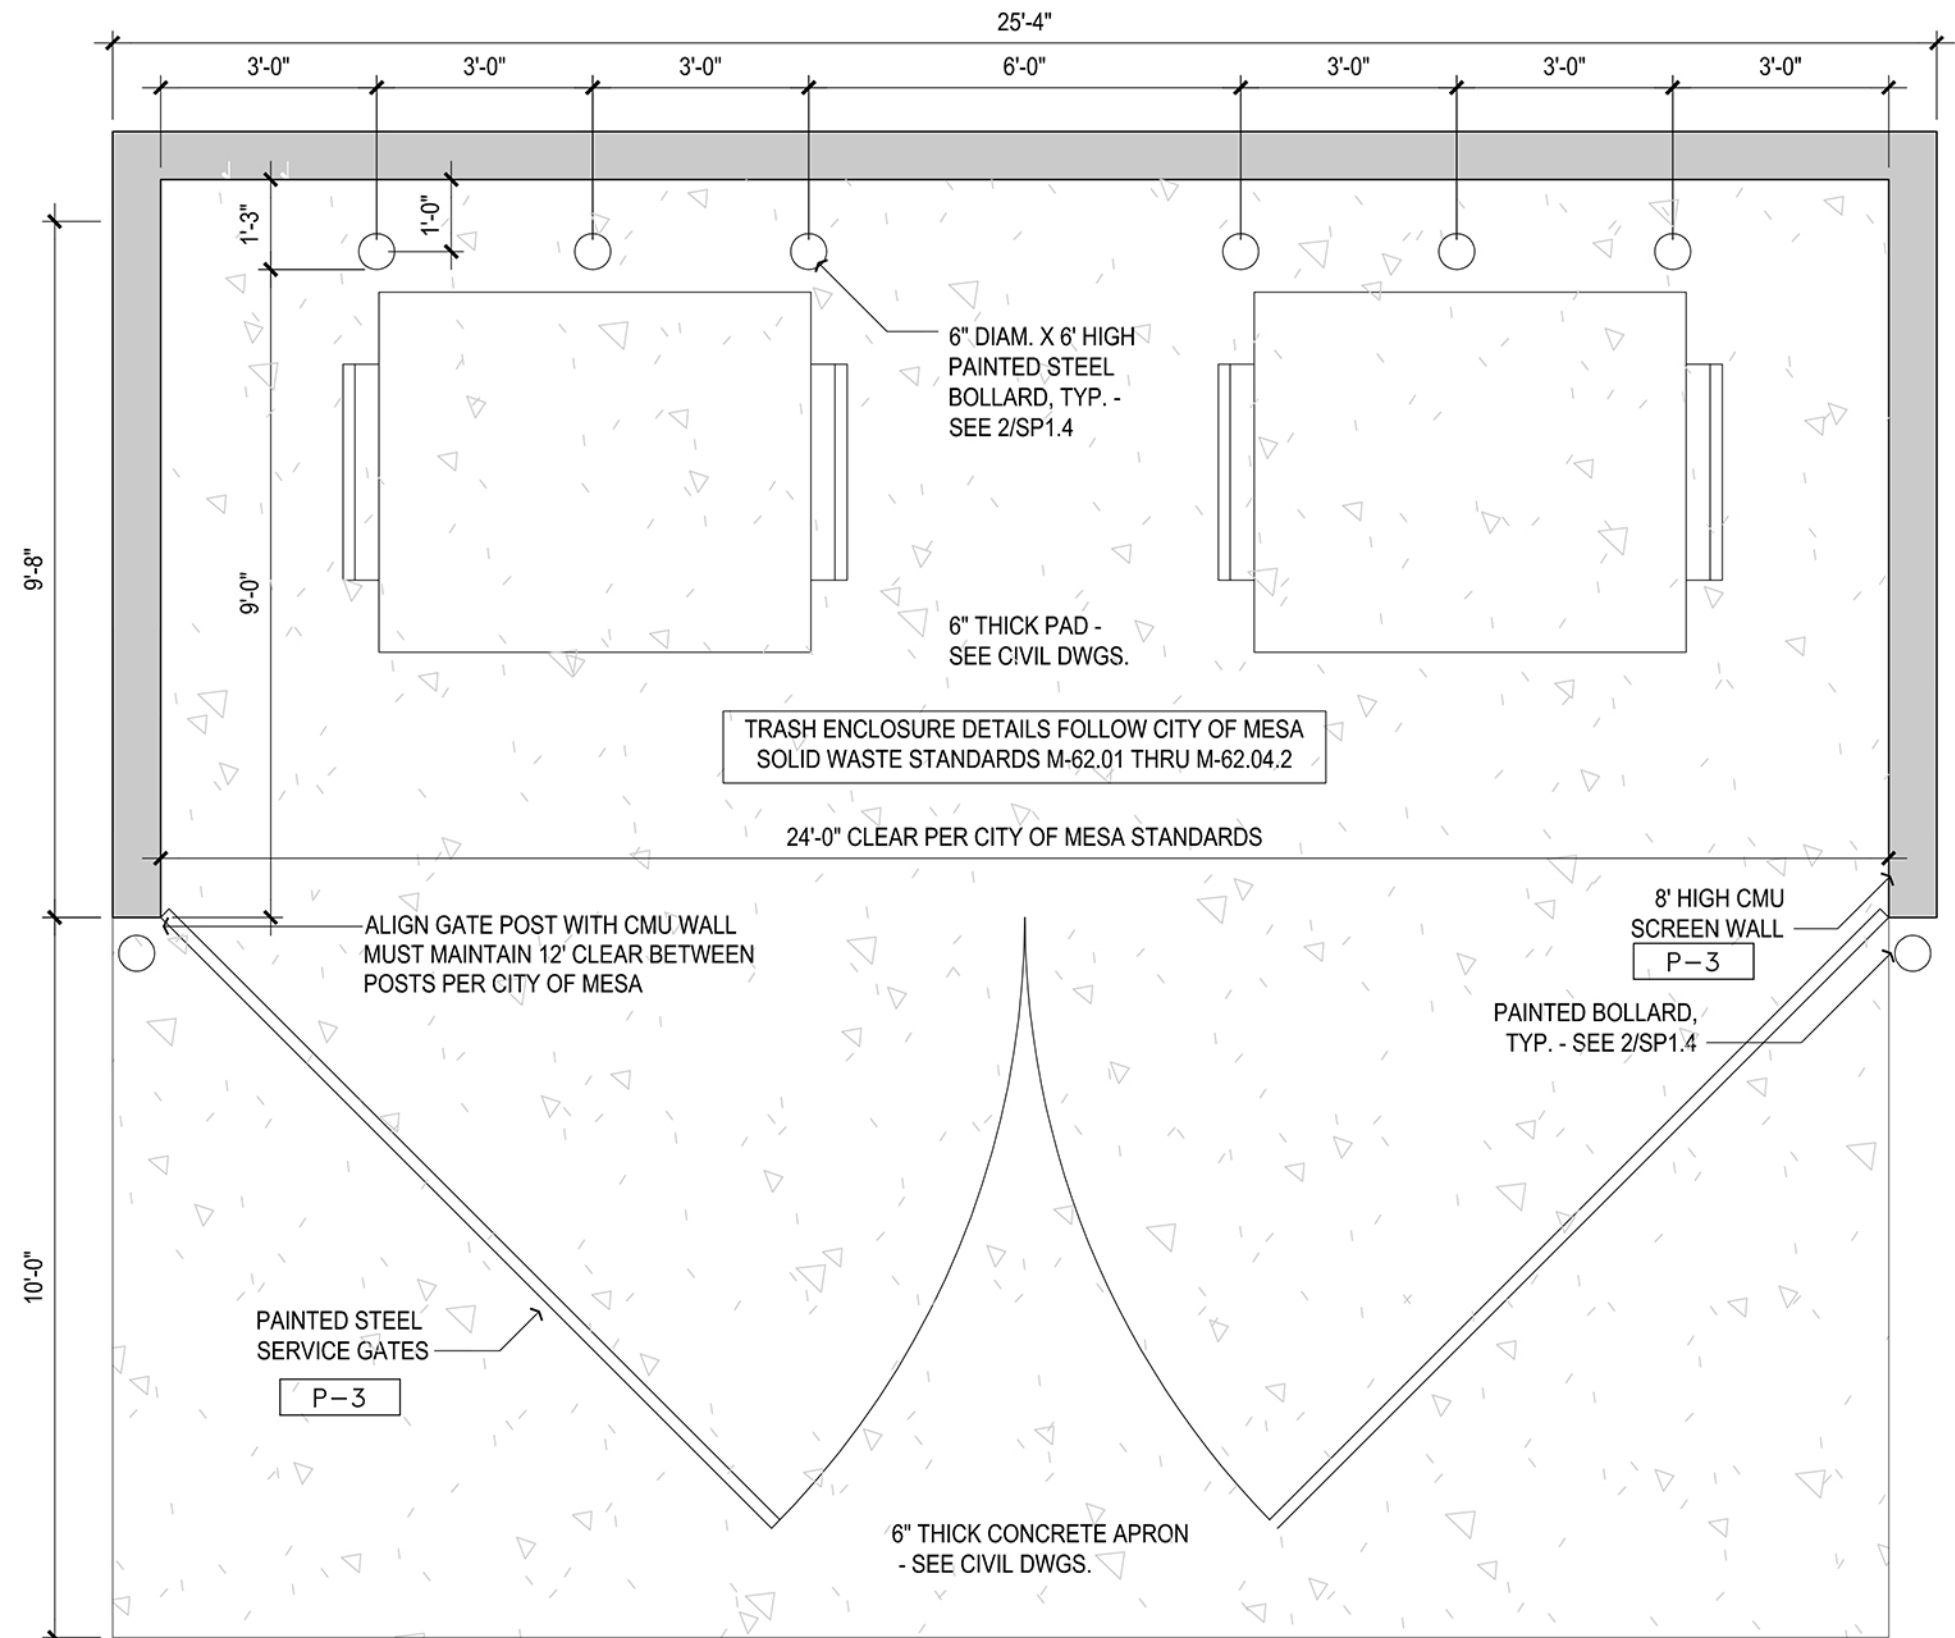 25'-4"
3'-0"
3'-0"
3'-0"
6'-0"
3'-0"
3'-0"
3'-0"
1'-3"
1'-0"
9'-8"
9'-0"
6" DIAM. X 6' HIGH
PAINTED STEEL
BOLLARD, TYP. -
SEE 2/SP1.4
6" THICK PAD -
SEE CIVIL DWGS.
TRASH ENCLOSURE DETAILS FOLLOW CITY OF MESA
SOLID WASTE STANDARDS M-62.01 THRU M-62.04.2
24'-0" CLEAR PER CITY OF MESA STANDARDS
ALIGN GATE POST WITH CMU WALL
MUST MAINTAIN 12' CLEAR BETWEEN
POSTS PER CITY OF MESA
8' HIGH CMU
SCREEN WALL
P-3
PAINTED BOLLARD,
TYP. - SEE 2/SP1.4
10'-0"
PAINTED STEEL
SERVICE GATES
P-3
6" THICK CONCRETE APRON
- SEE CIVIL DWGS.